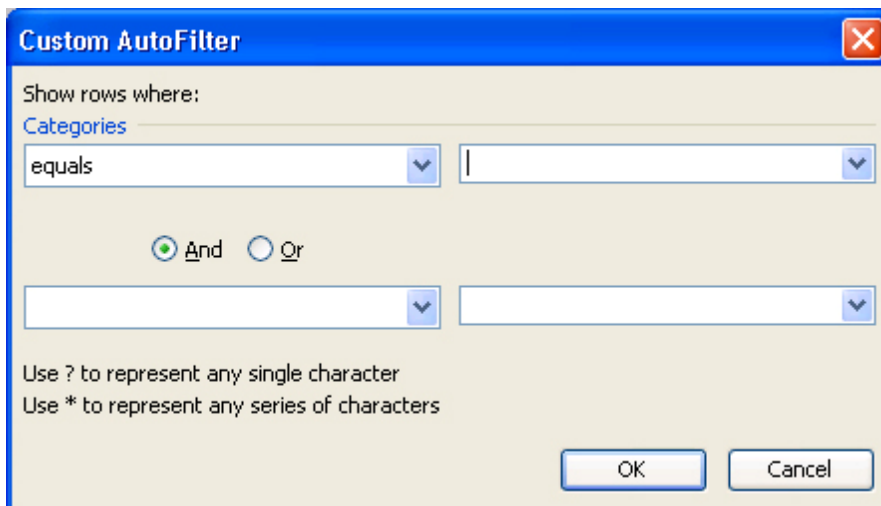 Custom AutoFilter
Show rows where:
Categories
equals
And Or
Use ? to represent any single character
Use * to represent any series of characters
OK Cancel